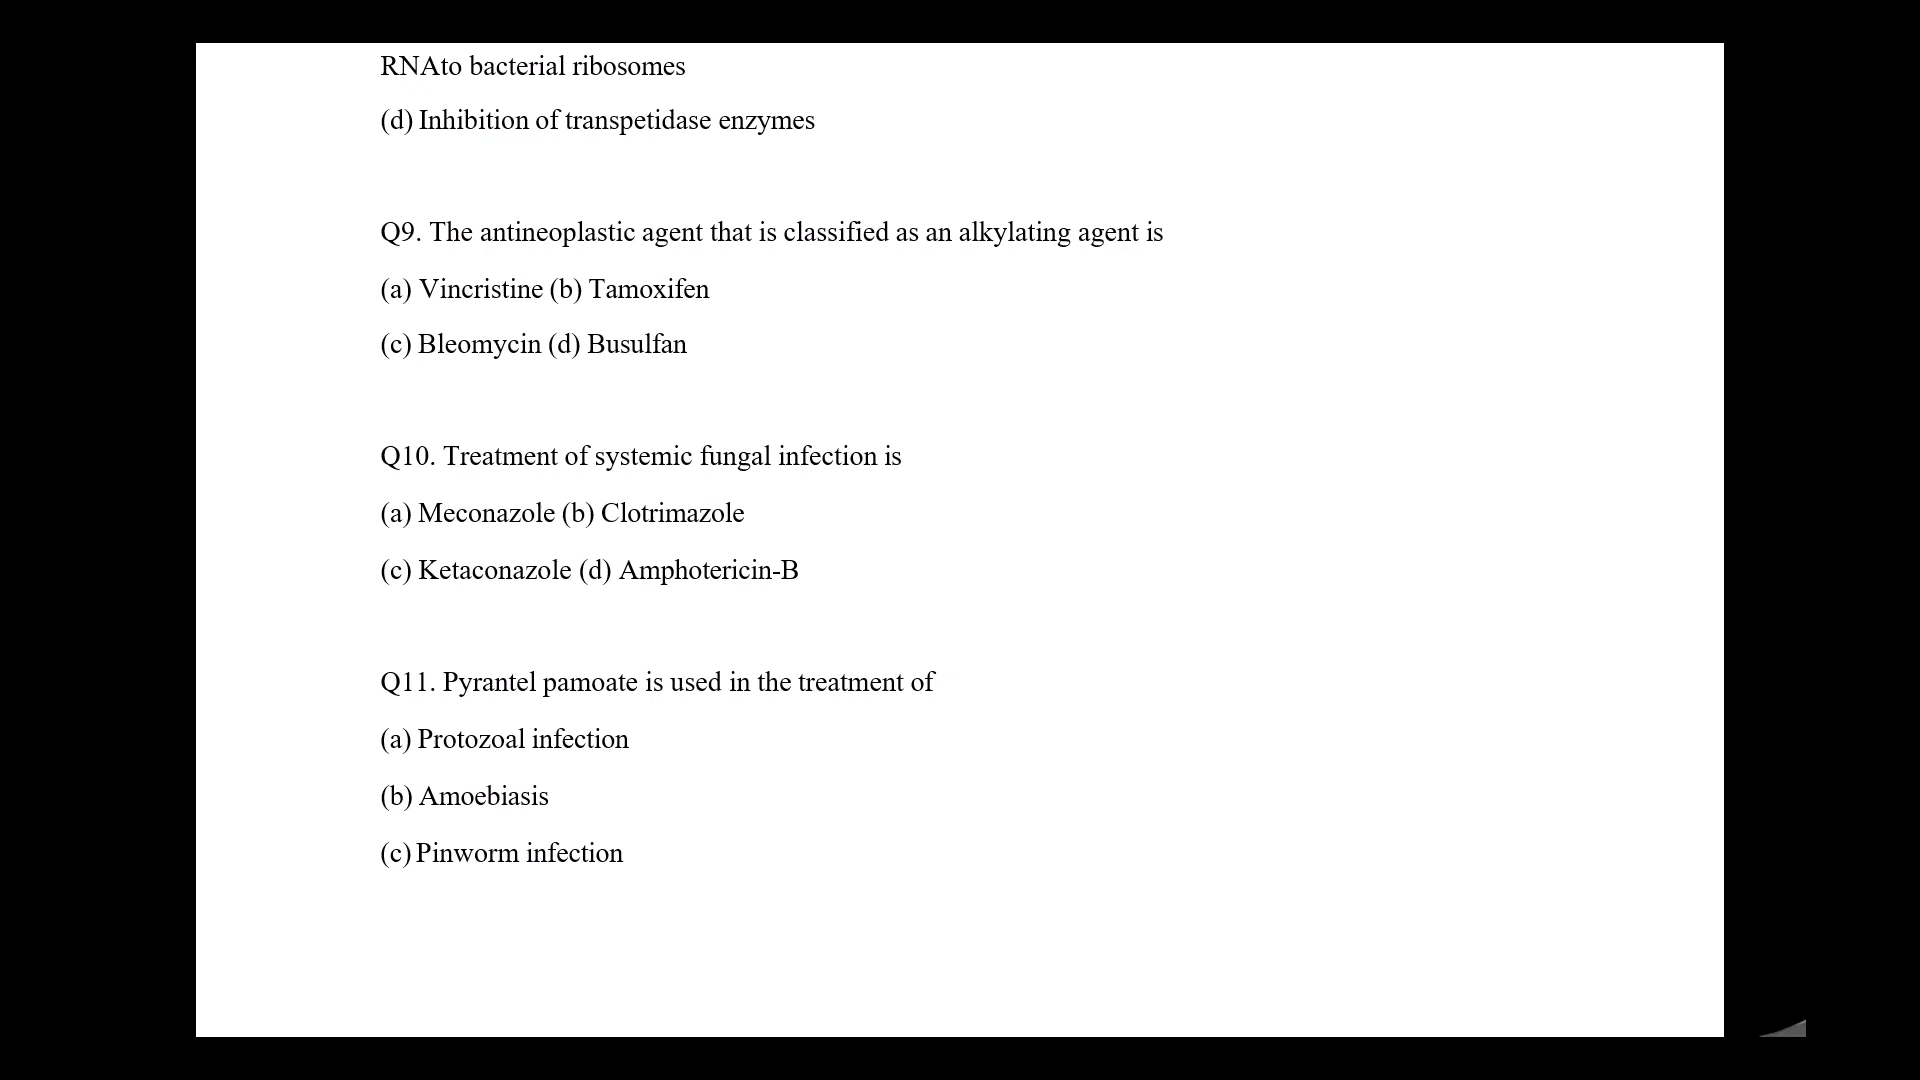 RNAto bacterial ribosomes
(d) Inhibition of transpetidase enzymes
Q9. The antineoplastic agent that is classified as an alkylating agent is
(a) Vincristine (b) Tamoxifen
(c) Bleomycin (d) Busulfan
Q10. Treatment of systemic fungal infection is
(a) Meconazole (b) Clotrimazole
(c) Ketaconazole (d) Amphotericin-B
Q11. Pyrantel pamoate is used in the treatment of
(a) Protozoal infection
(b) Amoebiasis
(c) Pinworm infection